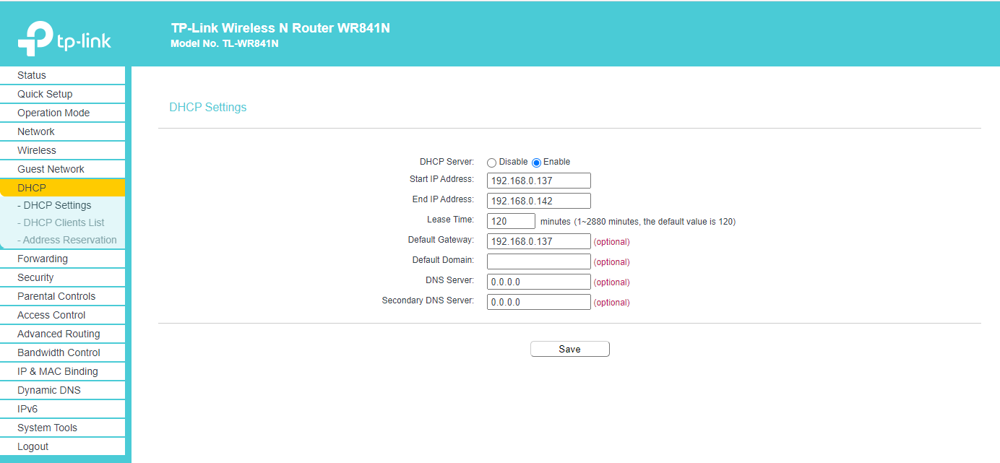 tp-link
TP-Link Wireless N Router WR841N
Model No. TL-WR841N
Status
Quick Setup
Operation Mode
Network
Wireless
Guest Network
DHCP
- DHCP Settings
- DHCP Clients List
- Address Reservation
Forwarding
Security
Parental Controls
Access Control
Advanced Routing
Bandwidth Control
IP & MAC Binding
Dynamic DNS
IPv6
System Tools
Logout
DHCP Settings
DHCP Server: Disable Enable
Start IP Address: 192.168.0.137
End IP Address: 192.168.0.142
Lease Time: 120 minutes (1~2880 minutes, the default value is 120)
Default Gateway: 192.168.0.137 (optional)
Default Domain: (optional)
DNS Server: 0.0.0.0 (optional)
Secondary DNS Server: 0.0.0.0 (optional)
Save